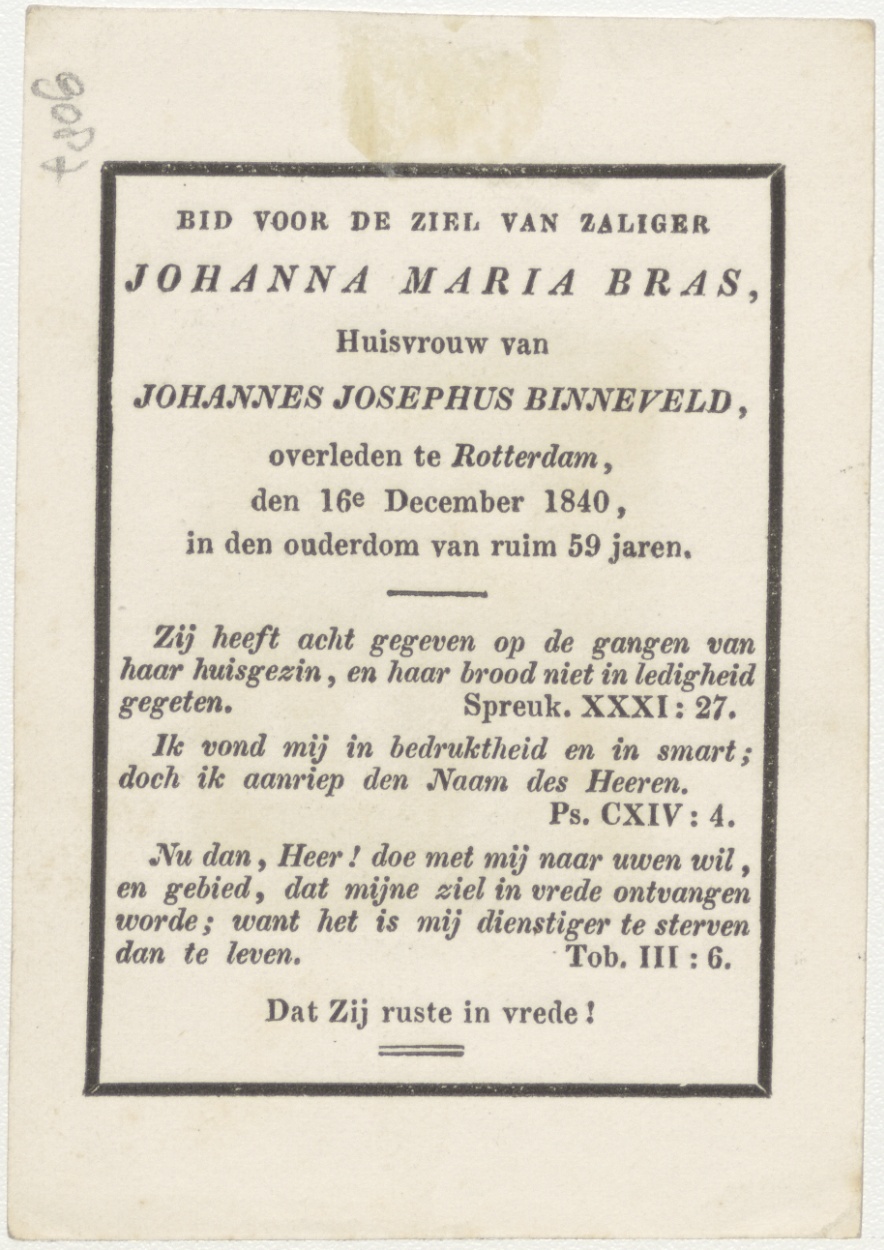 BID VOOR DE ZIEL VAN ZALIGER
JOHANNA MARIA BRAS,
Huisvrouw van
JOHANNES JOSEPHUS BINNEVELD,
overleden te Rotterdam,
den 16e December 1840,
in den ouderdom van ruim 59 jaren.
Zij heeft acht gegeven op de gangen van
haar huisgezin, en haar brood niet in ledigheid
gegeten. Spreuk. XXXI: 27.
Ik vond mij in bedruktheid en in smart;
doch ik aanriep den Naam des Heeren.
Ps. CXIV: 4.
Nu dan, Heer! doe met mij naar uwen wil,
en gebied, dat mijne ziel in vrede ontvangen
worde; want het is mij dienstiger te sterven
dan te leven. Tob. III: 6.
Dat Zij ruste in vrede!